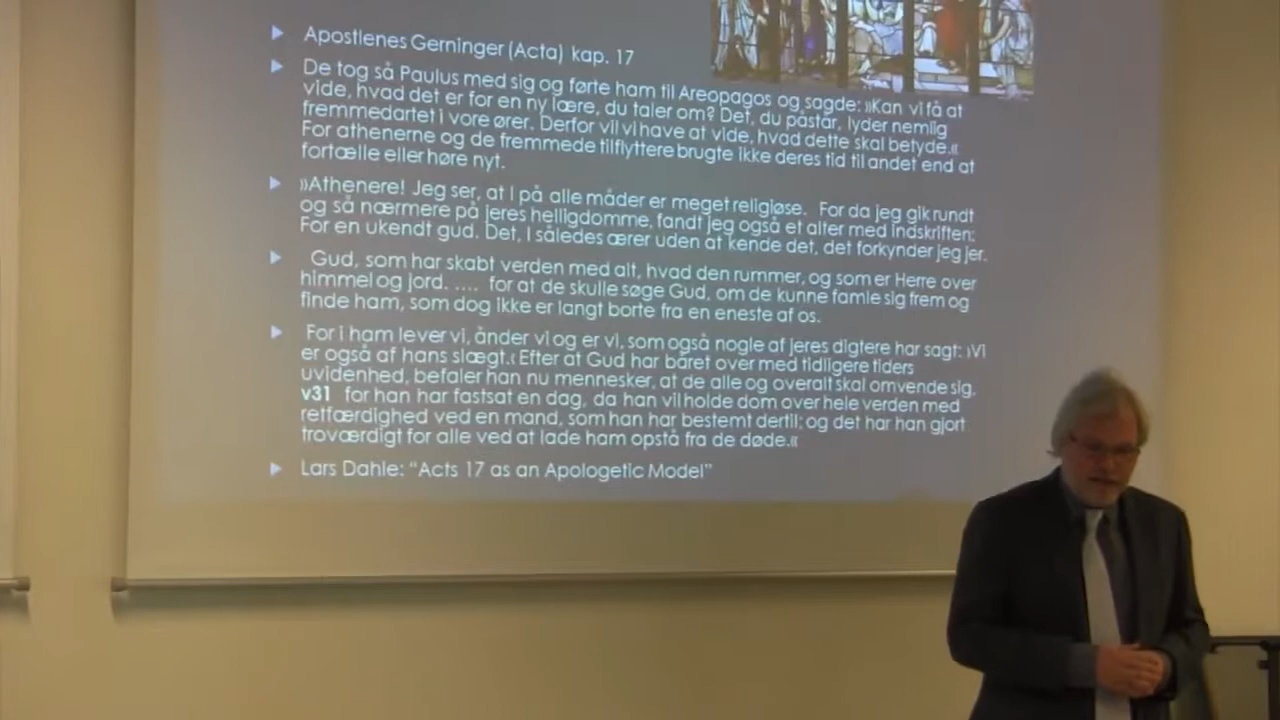 Apostlenes Gerninger (Acta) kap. 17
De tog så Paulus med sig og førte ham til Areopagos og sagde: »Kan vi få at
vide, hvad det er for en ny lære, du taler om? Det, du påstår, lyder nemlig
fremmedartet i vore ører. Derfor vil vi have at vide, hvad dette skal betyde.«
For athenerne og de fremmede tilflyttere brugte ikke deres tid til andet end at
fortælle eller høre nyt.
»Athenere! Jeg ser, at I på alle måder er meget religiøse. For da jeg gik rundt
og så nærmere på jeres helligdomme, fandt jeg også et alter med indskriften:
For en ukendt gud. Det, I således ærer uden at kende det, det forkynder jeg jer.
Gud, som har skabt verden med alt, hvad den rummer, og som er Herre over
himmel og jord. .... for at de skulle søge Gud, om de kunne famle sig frem og
finde ham, som dog ikke er langt borte fra en eneste af os.
For i ham lever vi, ånder vi og er vi, som også nogle af jeres digtere har sagt: ›Vi
er også af hans slægt.‹ Efter at Gud har båret over med tidligere tiders
uvidenhed, befaler han nu mennesker, at de alle og overalt skal omvende sig.
v31 for han har fastsat en dag, da han vil holde dom over hele verden med
retfærdighed ved en mand, som han har bestemt dertil; og det har han gjort
troværdigt for alle ved at lade ham opstå fra de døde.«
Lars Dahle: "Acts 17 as an Apologetic Model"